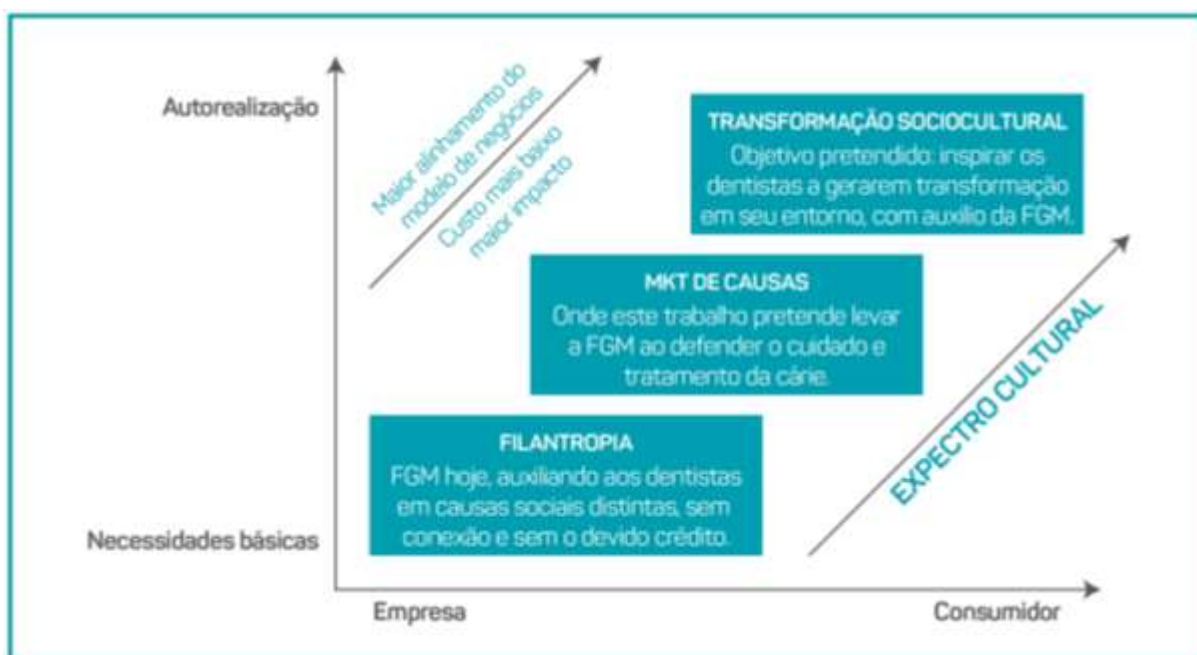 Autorealização
Maior alinhamento do
modelo de negócios
Custo mais baixo
maior impacto
TRANSFORMAÇÃO SOCIOCULTURAL
Objetivo pretendido: inspirar os
dentistas a gerarem transformação
em seu entorno, com auxílio da FGM.
MKT DE CAUSAS
Onde este trabalho pretende levar
a FGM ao defender o cuidado e
tratamento da cárie.
EXPECTRO CULTURAL
FILANTROPIA
FGM hoje, auxiliando aos dentistas
em causas sociais distintas, sem
conexão e sem o devido crédito.
Necessidades básicas
Empresa
Consumidor